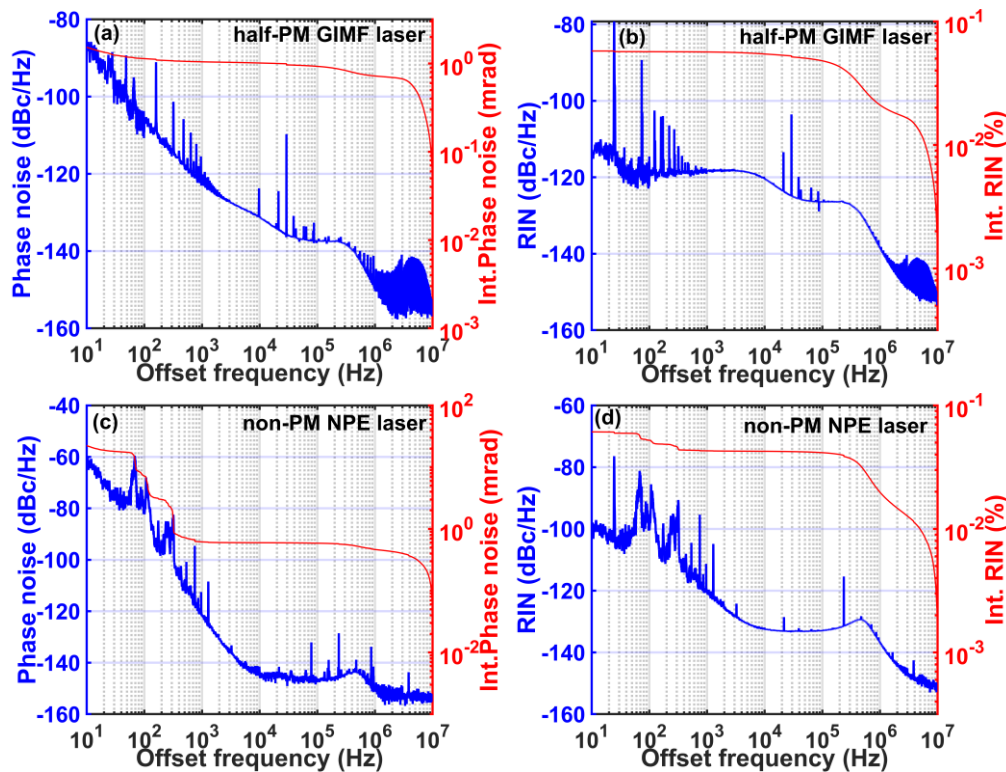 (a) half-PM GIMF laser
Phase noise (dBc/Hz)
-80
-100
-120
-140
-160
10^1 10^2 10^3 10^4 10^5 10^6 10^7
Offset frequency (Hz)
10^0
10^-1
10^-2
10^-3
Int.Phase noise (mrad)
(b) half-PM GIMF laser
RIN (dBc/Hz)
-80
-100
-120
-140
-160
10^1 10^2 10^3 10^4 10^5 10^6 10^7
Offset frequency (Hz)
10^-1
10^-2
10^-3
Int. RIN (%)
(c) non-PM NPE laser
Phase noise (dBc/Hz)
-40
-60
-80
-100
-120
-140
-160
10^1 10^2 10^3 10^4 10^5 10^6 10^7
Offset frequency (Hz)
10^2
10^0
10^-2
Int.Phase noise (mrad)
(d) non-PM NPE laser
RIN (dBc/Hz)
-60
-80
-100
-120
-140
-160
10^1 10^2 10^3 10^4 10^5 10^6 10^7
Offset frequency (Hz)
10^-1
10^-2
10^-3
Int. RIN (%)